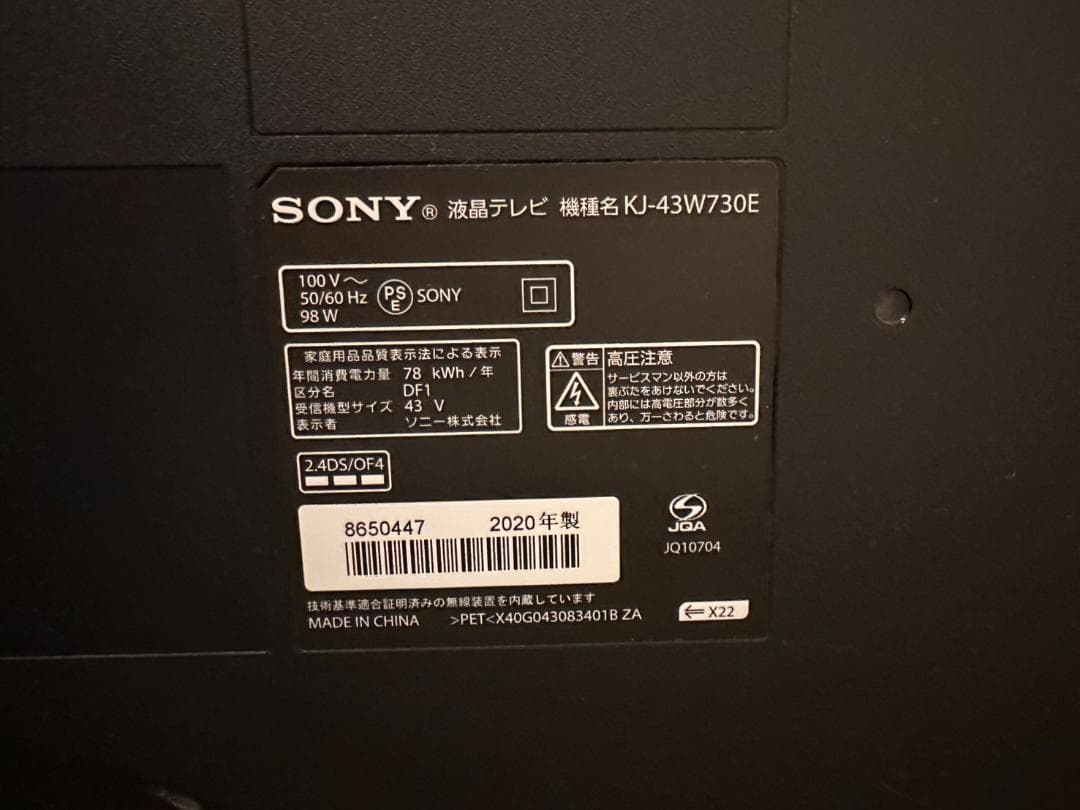 SONY® 液晶テレビ 機種名 KJ-43W730E
100 V～
50/60 Hz
98 W
PSE SONY
家庭用品品質表示法による表示
年間消費電力量 78 kWh / 年
区分名 DF1
受信機型サイズ 43 V
表示者 ソニー株式会社
警告 高圧注意
感電
サービスマン以外の方は
裏ぶたをあけないでください。
内部には高電圧部分が数多く
あり、万一さわると危険です。
2.4DS/OF4
8650447 2020年製
JQA
JQ10704
技術基準適合証明済みの無線装置を内蔵しています
MADE IN CHINA >PET<X40G043083401B ZA
⇐ X22